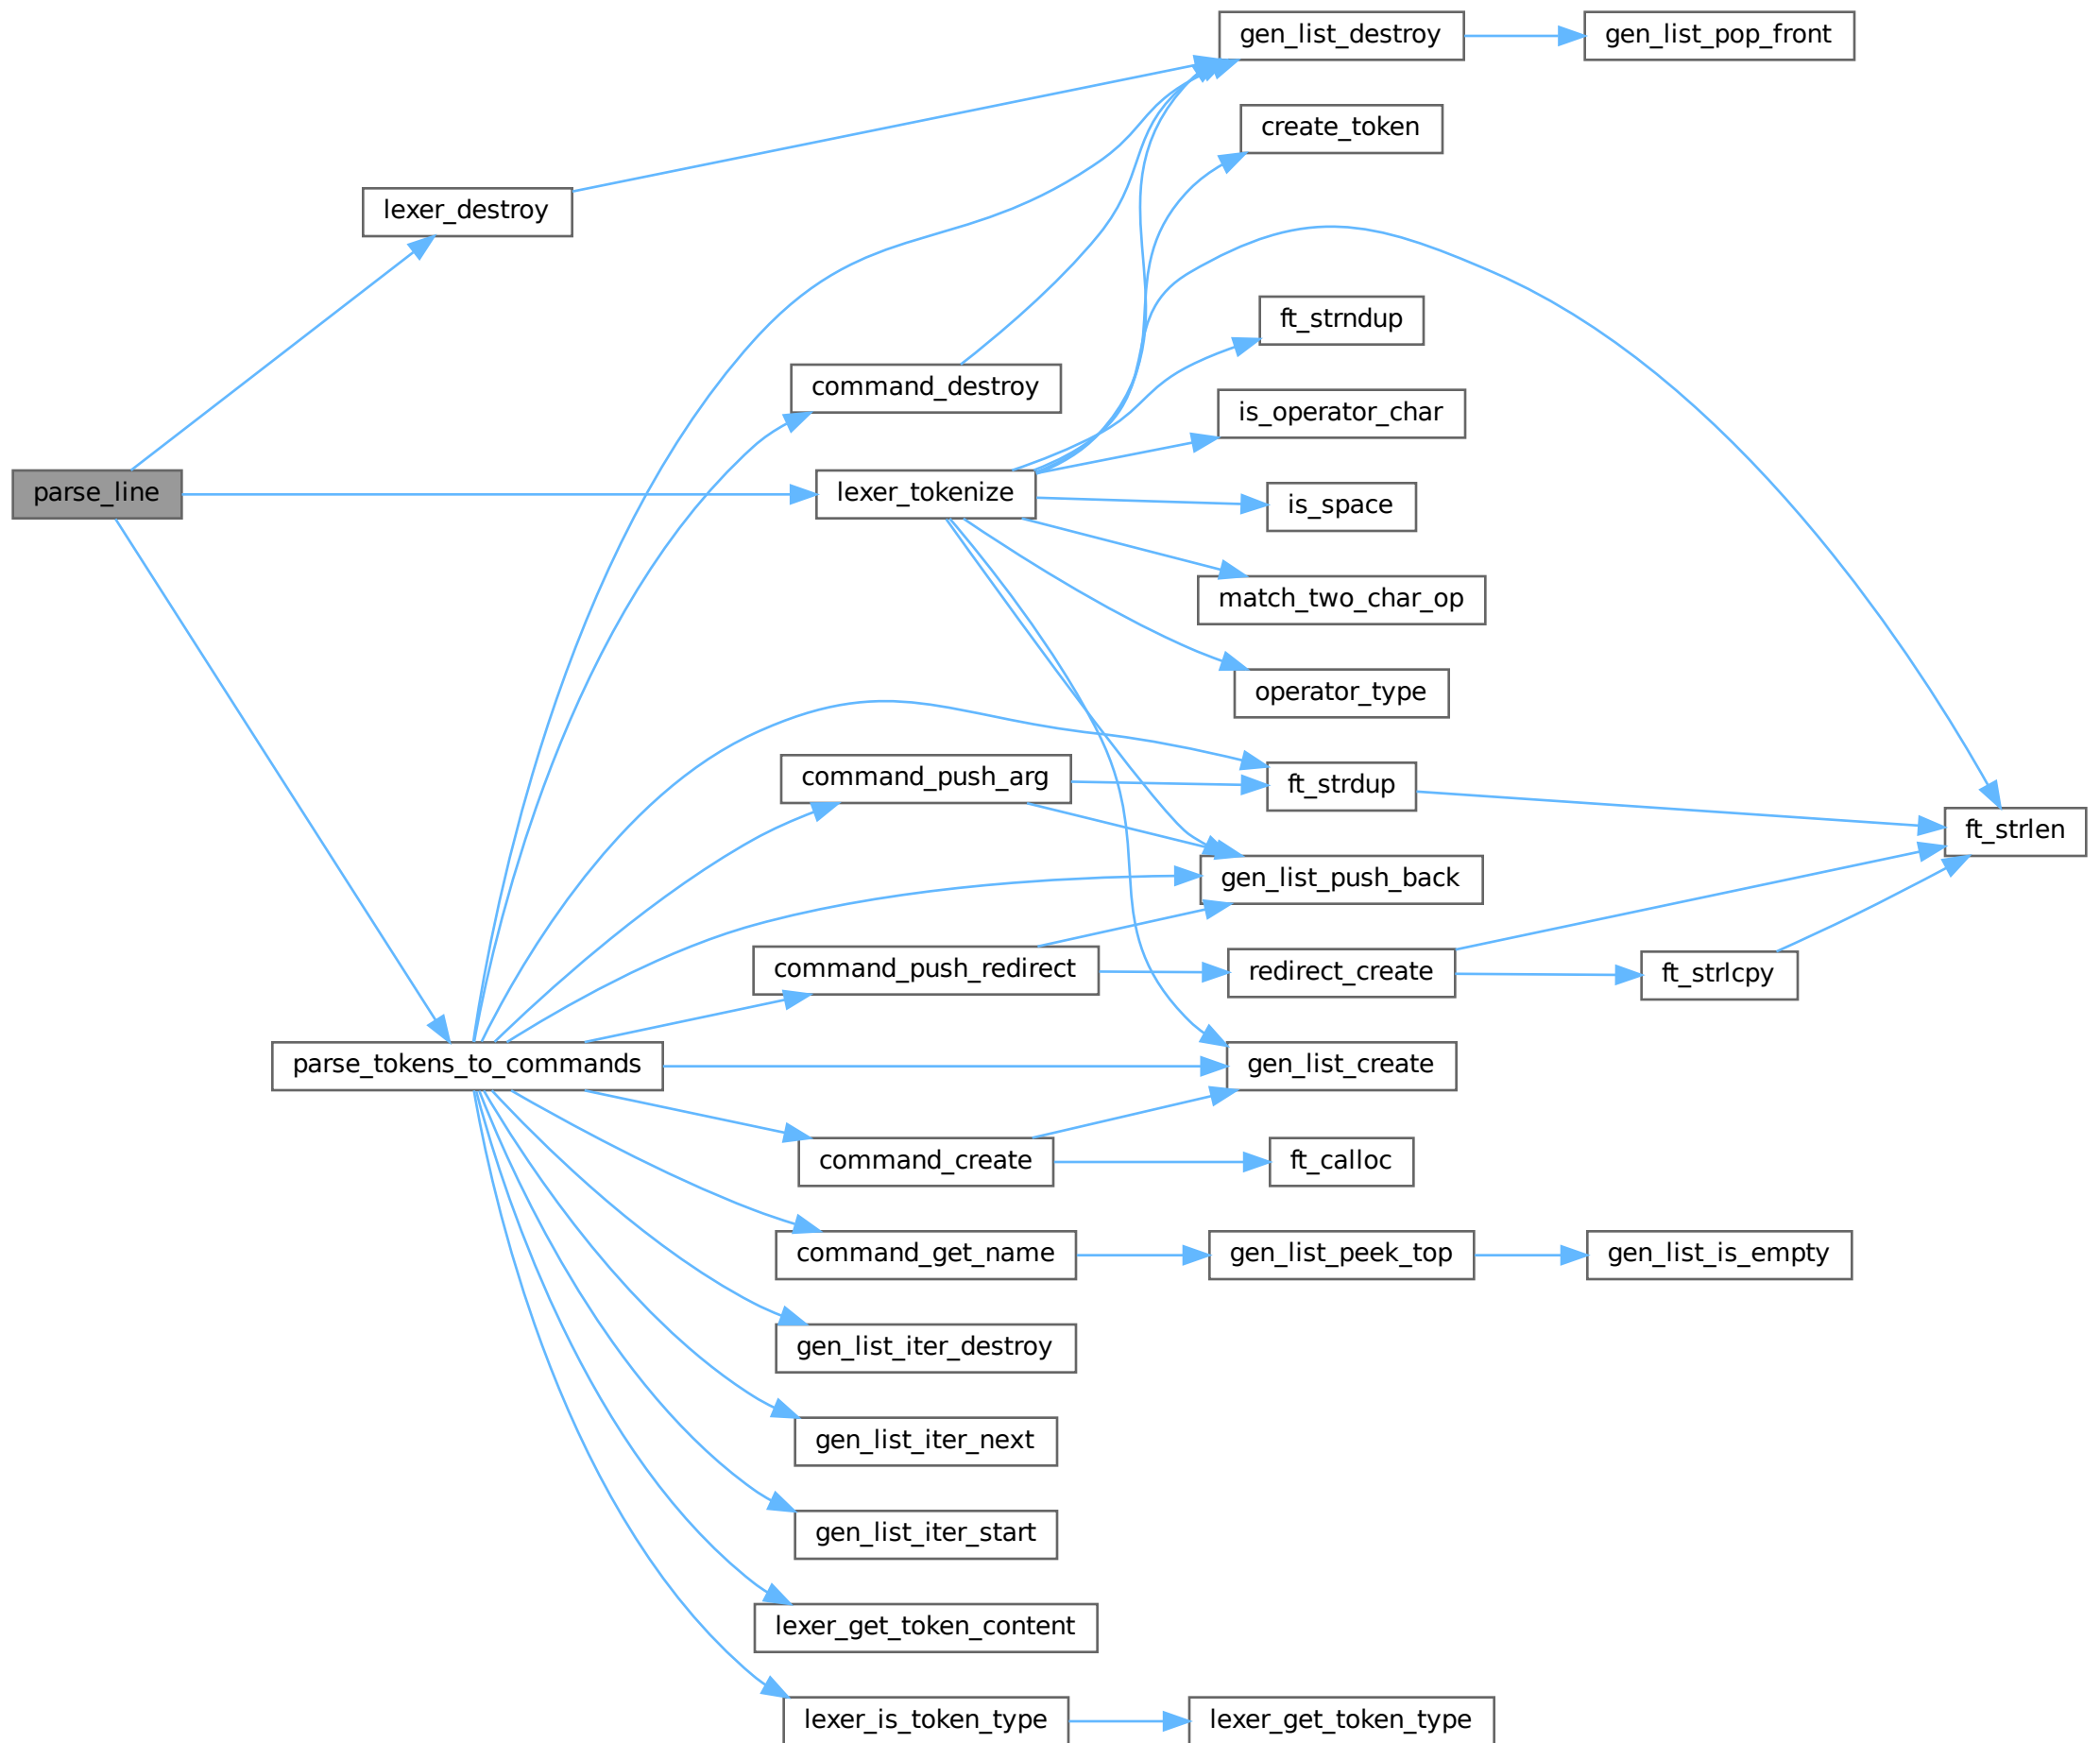 gen_list_destroy
gen_list_pop_front
create_token
lexer_destroy
ft_strndup
command_destroy
is_operator_char
parse_line
lexer_tokenize
is_space
match_two_char_op
operator_type
command_push_arg
ft_strdup
ft_strlen
gen_list_push_back
command_push_redirect
redirect_create
ft_strlcpy
parse_tokens_to_commands
gen_list_create
command_create
ft_calloc
command_get_name
gen_list_peek_top
gen_list_is_empty
gen_list_iter_destroy
gen_list_iter_next
gen_list_iter_start
lexer_get_token_content
lexer_is_token_type
lexer_get_token_type